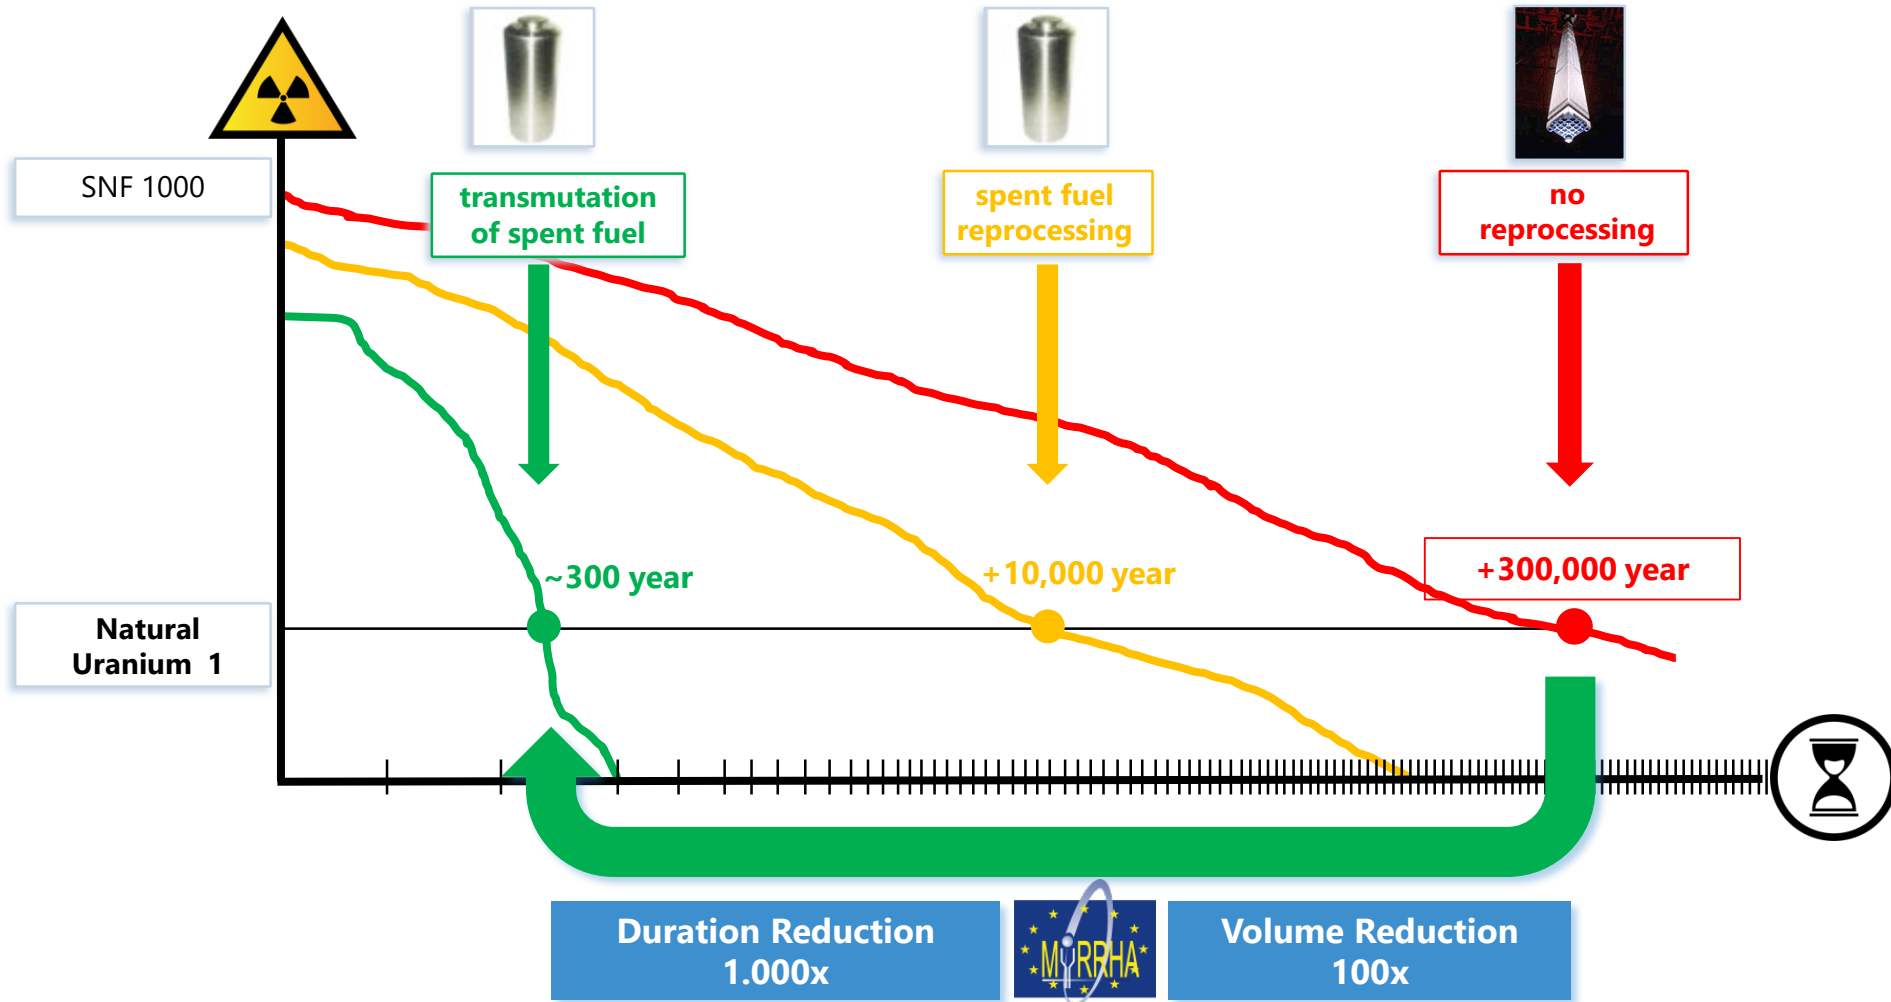 SNF 1000
transmutation
of spent fuel
spent fuel
reprocessing
no
reprocessing
~300 year
+10,000 year
+300,000 year
Natural
Uranium 1
Duration Reduction
1.000x
MYRRHA
Volume Reduction
100x